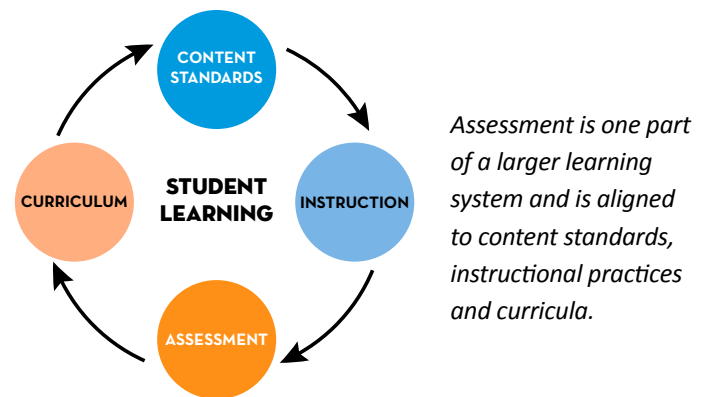 CONTENT
STANDARDS
CURRICULUM
STUDENT
LEARNING
INSTRUCTION
ASSESSMENT
Assessment is one part
of a larger learning
system and is aligned
to content standards,
instructional practices
and curricula.